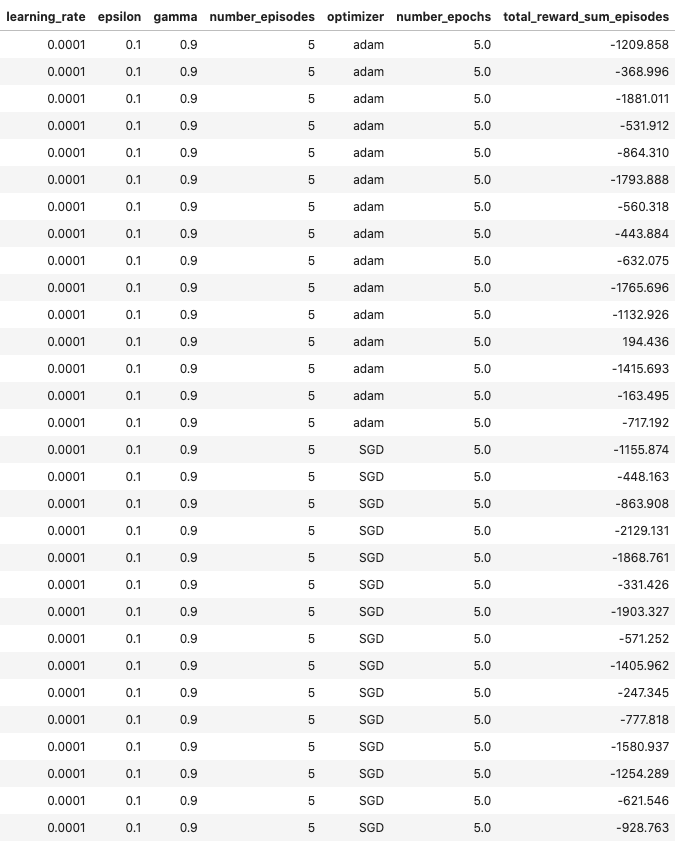 learning_rate epsilon gamma number_episodes optimizer number_epochs total_reward_sum_episodes
0.0001 0.1 0.9 5 adam 5.0 -1209.858
0.0001 0.1 0.9 5 adam 5.0 -368.996
0.0001 0.1 0.9 5 adam 5.0 -1881.011
0.0001 0.1 0.9 5 adam 5.0 -531.912
0.0001 0.1 0.9 5 adam 5.0 -864.310
0.0001 0.1 0.9 5 adam 5.0 -1793.888
0.0001 0.1 0.9 5 adam 5.0 -560.318
0.0001 0.1 0.9 5 adam 5.0 -443.884
0.0001 0.1 0.9 5 adam 5.0 -632.075
0.0001 0.1 0.9 5 adam 5.0 -1765.696
0.0001 0.1 0.9 5 adam 5.0 -1132.926
0.0001 0.1 0.9 5 adam 5.0 194.436
0.0001 0.1 0.9 5 adam 5.0 -1415.693
0.0001 0.1 0.9 5 adam 5.0 -163.495
0.0001 0.1 0.9 5 adam 5.0 -717.192
0.0001 0.1 0.9 5 SGD 5.0 -1155.874
0.0001 0.1 0.9 5 SGD 5.0 -448.163
0.0001 0.1 0.9 5 SGD 5.0 -863.908
0.0001 0.1 0.9 5 SGD 5.0 -2129.131
0.0001 0.1 0.9 5 SGD 5.0 -1868.761
0.0001 0.1 0.9 5 SGD 5.0 -331.426
0.0001 0.1 0.9 5 SGD 5.0 -1903.327
0.0001 0.1 0.9 5 SGD 5.0 -571.252
0.0001 0.1 0.9 5 SGD 5.0 -1405.962
0.0001 0.1 0.9 5 SGD 5.0 -247.345
0.0001 0.1 0.9 5 SGD 5.0 -777.818
0.0001 0.1 0.9 5 SGD 5.0 -1580.937
0.0001 0.1 0.9 5 SGD 5.0 -1254.289
0.0001 0.1 0.9 5 SGD 5.0 -621.546
0.0001 0.1 0.9 5 SGD 5.0 -928.763